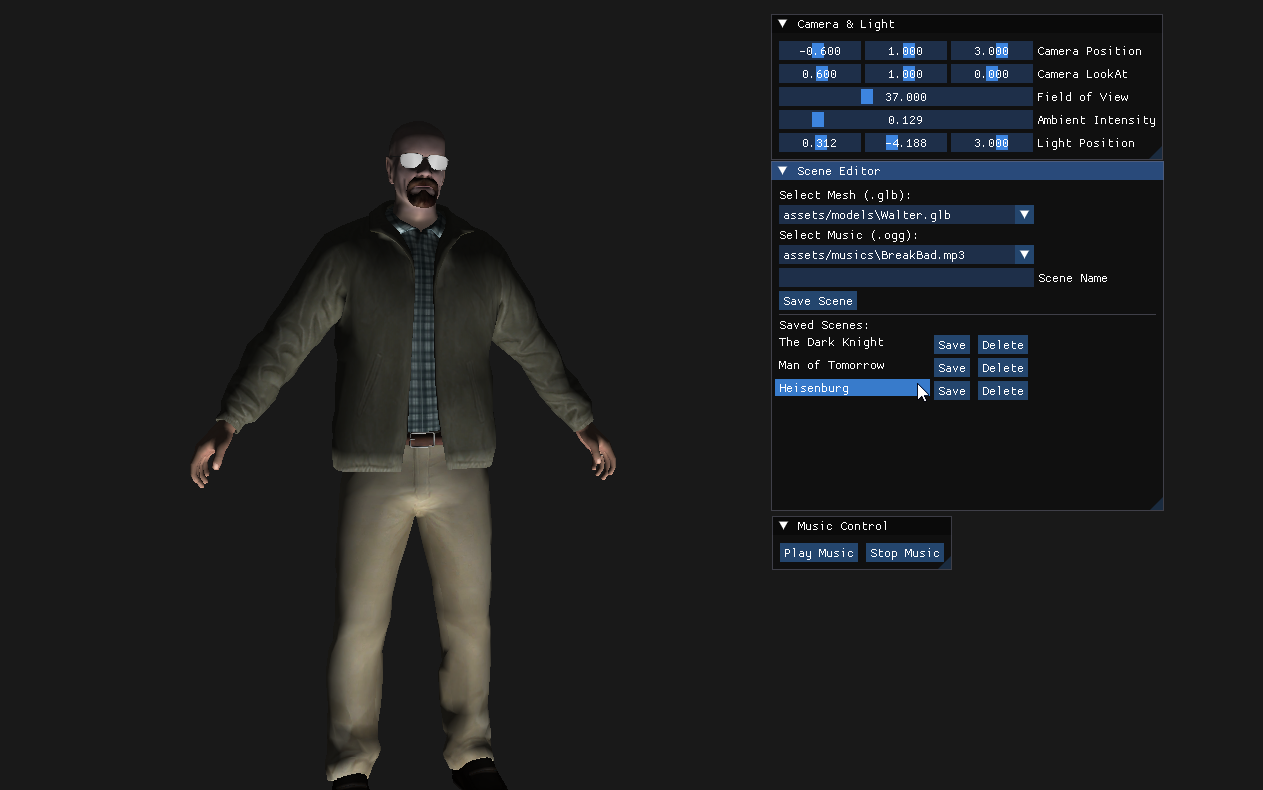 Camera & Light
-0.600 1.000 3.000 Camera Position
0.600 1.000 0.000 Camera LookAt
37.000 Field of View
0.129 Ambient Intensity
0.312 -4.188 3.000 Light Position
Scene Editor
Select Mesh (.glb):
assets/models\Walter.glb
Select Music (.ogg):
assets/musics\BreakBad.mp3
Scene Name
Save Scene
Saved Scenes:
The Dark Knight Save Delete
Man of Tomorrow Save Delete
Heisenburg Save Delete
Music Control
Play Music Stop Music